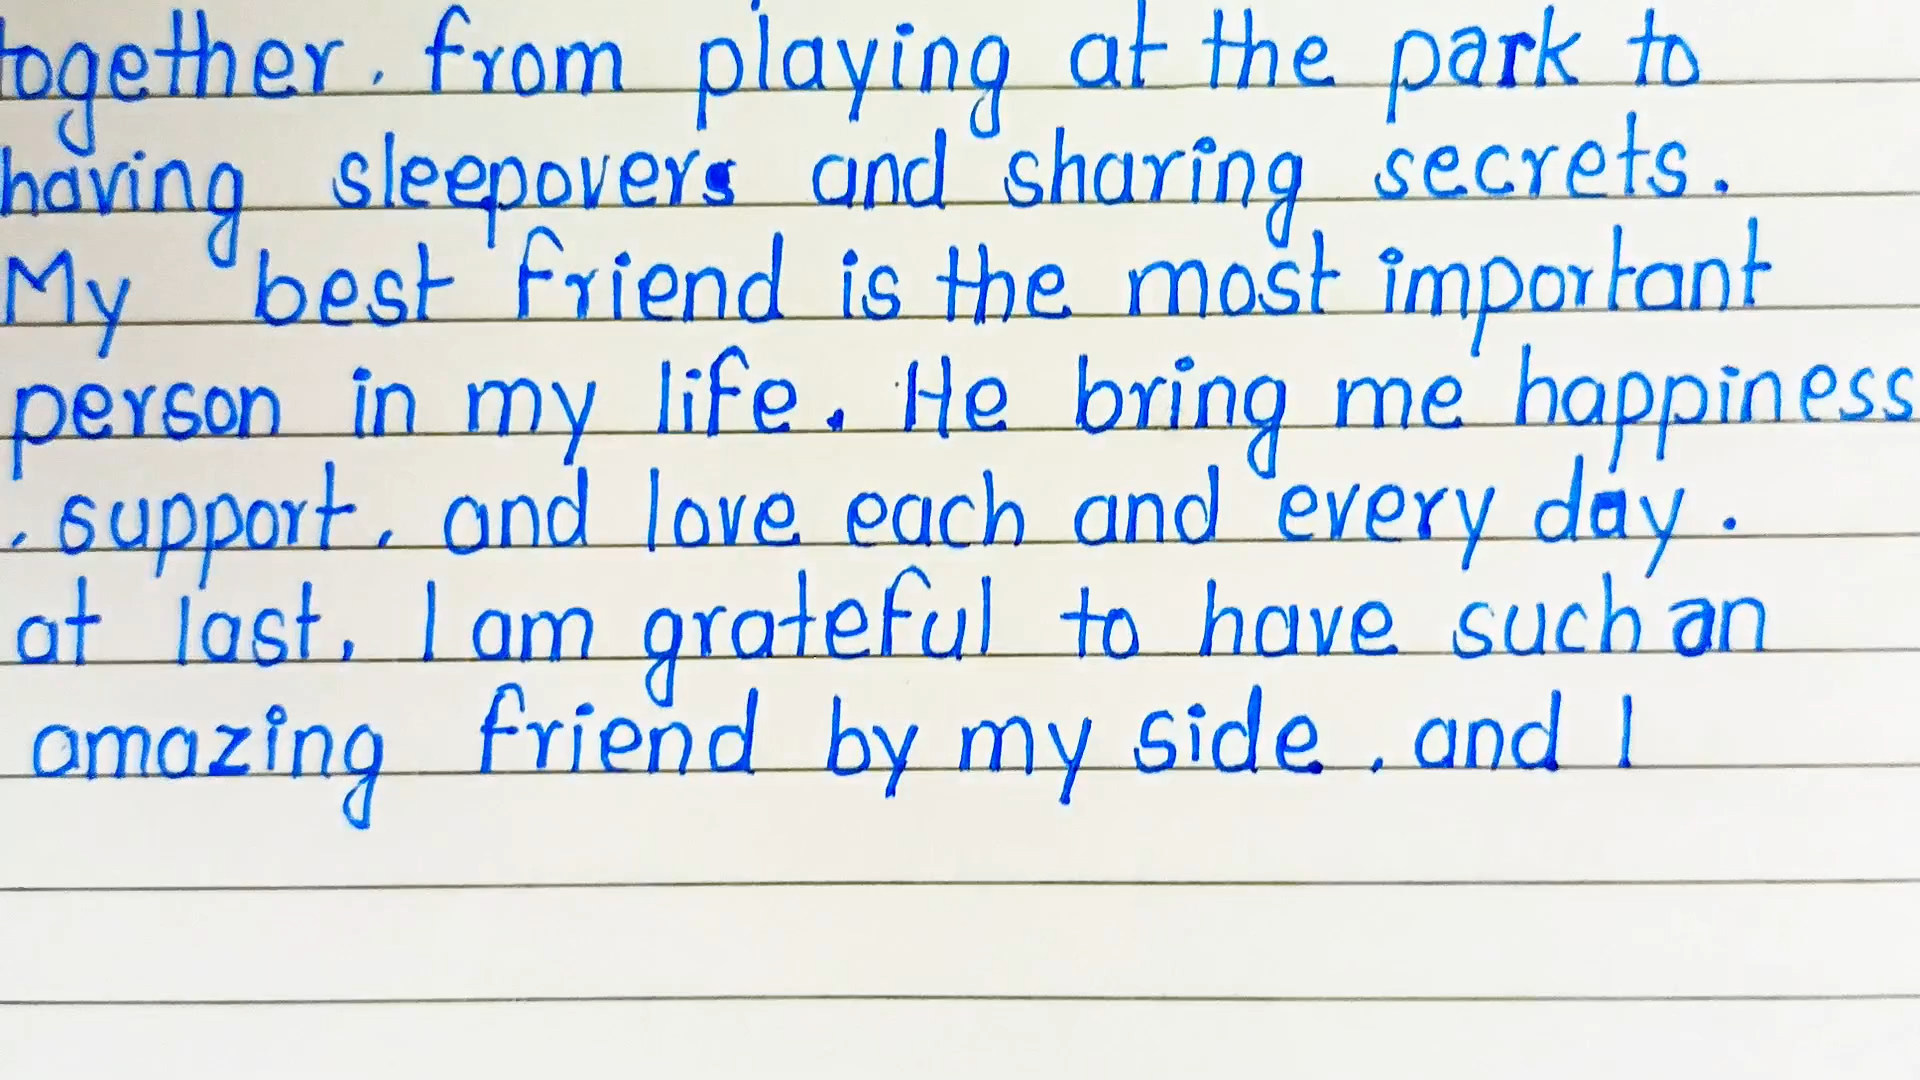 together, from playing at the park to
having sleepovers and sharing secrets.
My best friend is the most important
person in my life. He bring me happiness
, support, and love each and every day.
at last, I am grateful to have such an
amazing friend by my side, and I